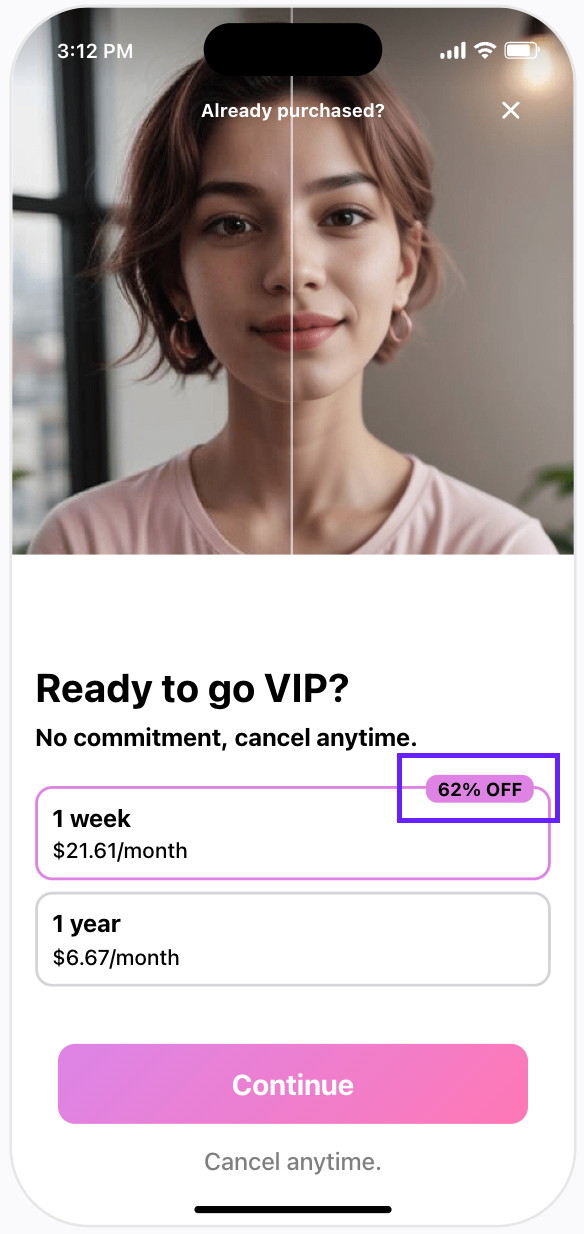 3:12 PM
Already purchased?
Ready to go VIP?
No commitment, cancel anytime.
62% OFF
1 week
$21.61/month
1 year
$6.67/month
Continue
Cancel anytime.